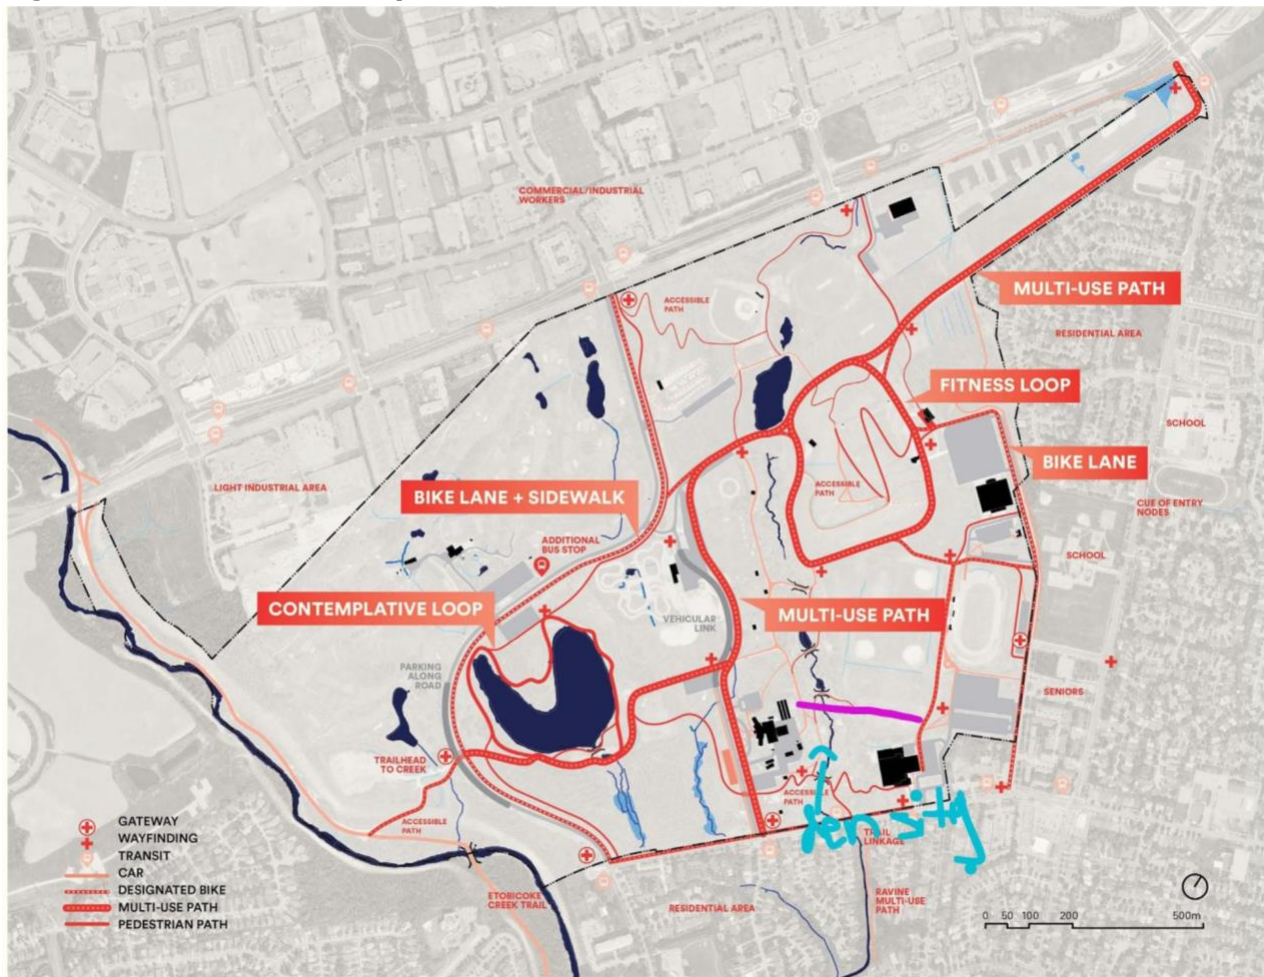 COMMERCIAL/INDUSTRIAL
WORKERS
MULTI-USE PATH
ACCESSIBLE
PATH
RESIDENTIAL AREA
FITNESS LOOP
SCHOOL
BIKE LANE
LIGHT INDUSTRIAL AREA
BIKE LANE + SIDEWALK
ACCESSIBLE
PATH
CUE OF ENTRY
NODES
ADDITIONAL
BUS STOP
SCHOOL
CONTEMPLATIVE LOOP
VEHICULAR
LINK
MULTI-USE PATH
PARKING
ALONG
ROAD
SENIORS
TRAILHEAD
TO CREEK
ACCESSIBLE
PATH
ACCESSIBLE
PATH
density
TRAIL
LINKAGE
GATEWAY
WAYFINDING
TRANSIT
CAR
DESIGNATED BIKE
MULTI-USE PATH
PEDESTRIAN PATH
ETOBICOKE
CREEK TRAIL
RESIDENTIAL AREA
RAVINE
MULTI-USE
PATH
0 50 100 200 500m